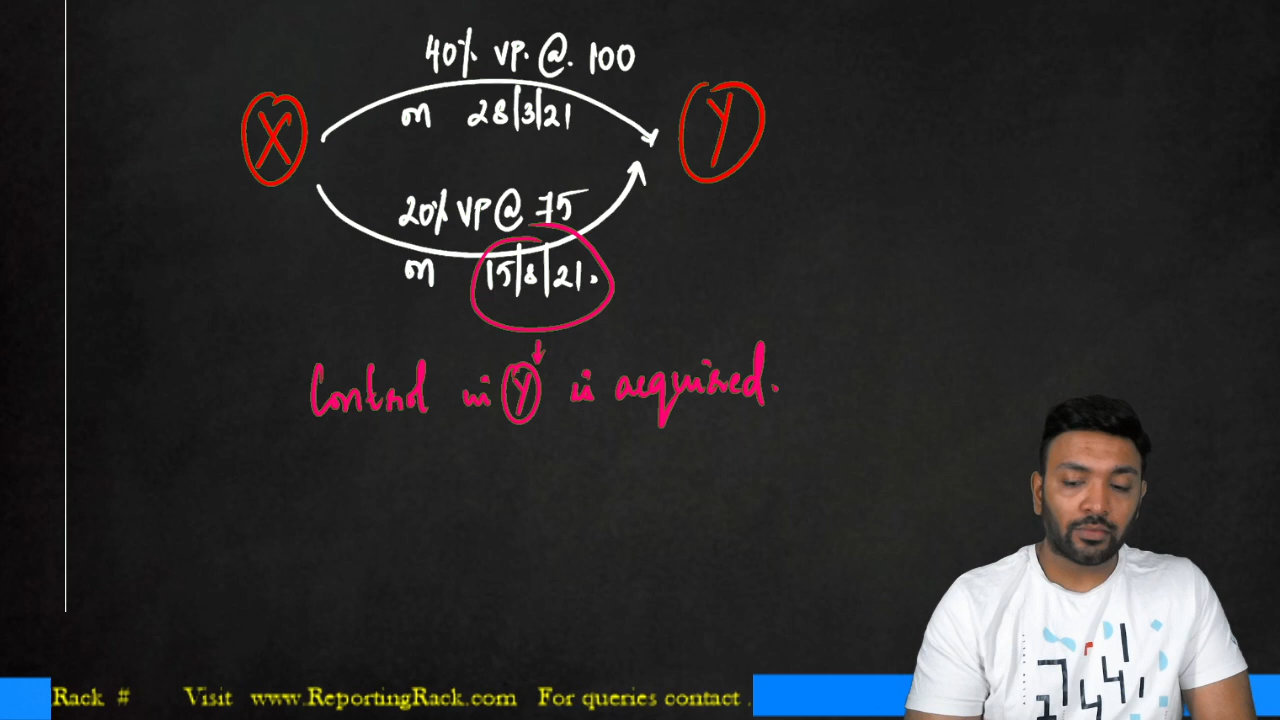 40% VP. @. 100
X
on 28|3|21
Y
20% VP @ 75
on 15|8|21.
Control in Y is acquired.
Rack # Visit www.ReportingRack.com For queries contact .